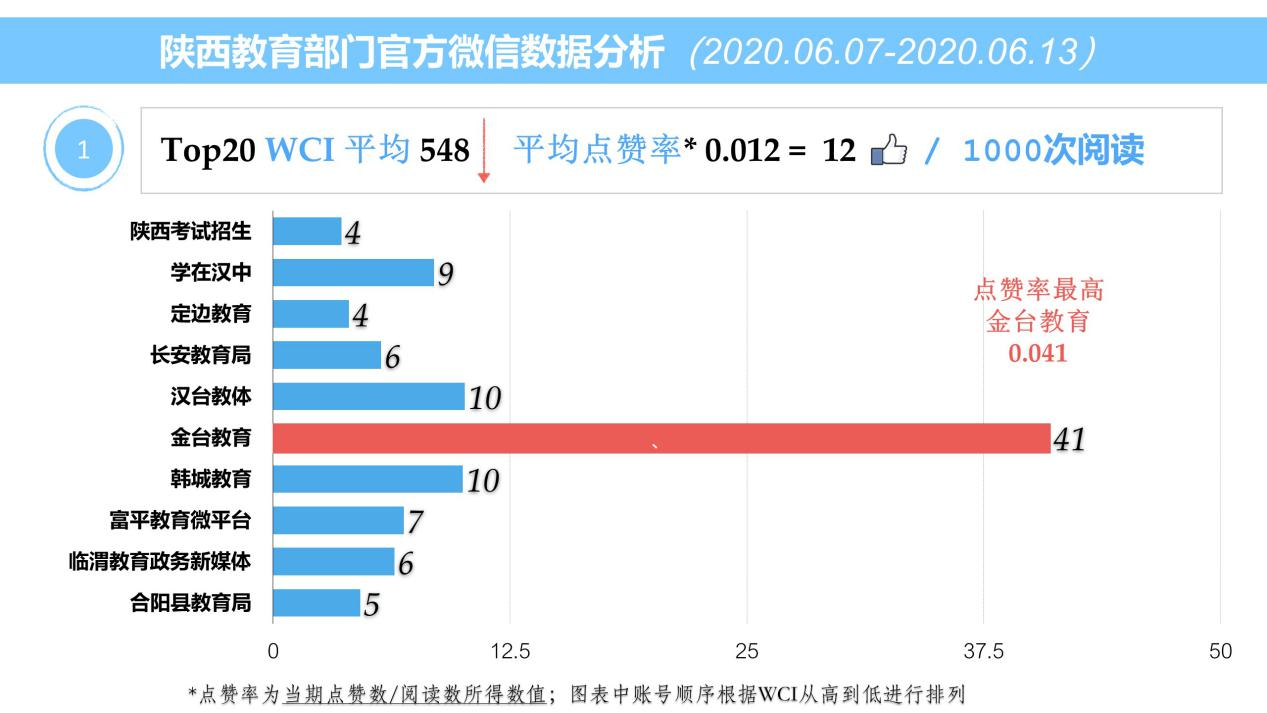 陕西教育部门官方微信数据分析（2020.06.07-2020.06.13）
1
Top20 WCI 平均 548 平均点赞率* 0.012 = 12 / 1000次阅读
陕西考试招生 4
学在汉中 9
定边教育 4
长安教育局 6
汉台教体 10
金台教育 、 41
韩城教育 10
富平教育微平台 7
临渭教育政务新媒体 6
合阳县教育局 5
点赞率最高
金台教育
0.041
0 12.5 25 37.5 50
*点赞率为当期点赞数/阅读数所得数值；图表中账号顺序根据WCI从高到低进行排列